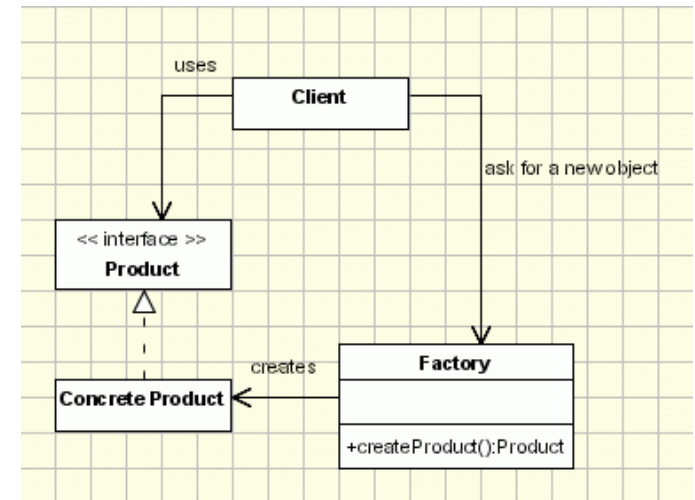 uses
Client
ask for a new object
<< interface >>
Product
creates
Factory
Concrete Product
+createProduct():Product